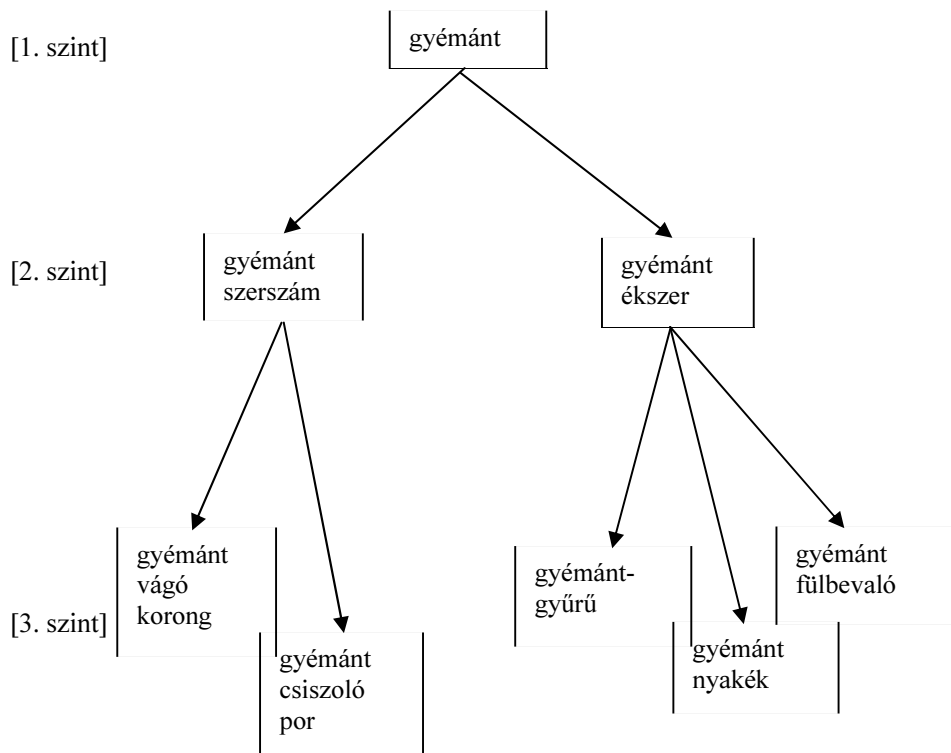 [1. szint]
gyémánt
[2. szint]
gyémánt
szerszám
gyémánt
ékszer
[3. szint]
gyémánt
vágó
korong
gyémánt
csiszoló
por
gyémánt-
gyűrű
gyémánt
nyakék
gyémánt
fülbevaló